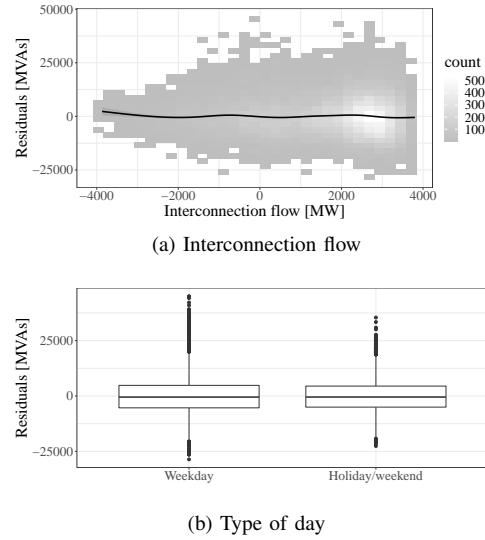 50000
25000
0
−25000
Residuals [MVAs]
−4000 −2000 0 2000 4000
Interconnection flow [MW]
count
500
400
300
200
100
(a) Interconnection flow
25000
0
−25000
Residuals [MVAs]
Weekday Holiday/weekend
(b) Type of day